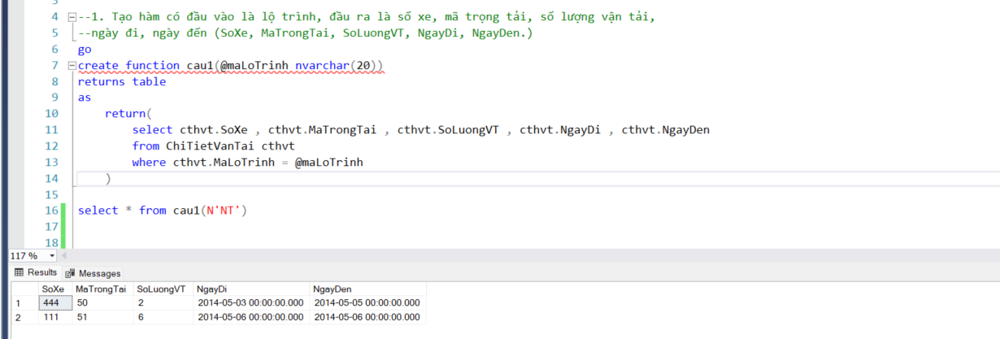 3
4 --1. Tạo hàm có đầu vào là lộ trình, đầu ra là số xe, mã trọng tải, số lượng vận tải,
5 --ngày đi, ngày đến (SoXe, MaTrongTai, SoLuongVT, NgayDi, NgayDen.)
6 go
7 create function cau1(@maLoTrinh nvarchar(20))
8 returns table
9 as
10 return(
11 select cthvt.SoXe , cthvt.MaTrongTai , cthvt.SoLuongVT , cthvt.NgayDi , cthvt.NgayDen
12 from ChiTietVanTai cthvt
13 where cthvt.MaLoTrinh = @maLoTrinh
14 )
15
16 select * from cau1(N'NT')
17
18
117 %
Results Messages
SoXe MaTrongTai SoLuongVT NgayDi NgayDen
1 444 50 2 2014-05-03 00:00:00.000 2014-05-05 00:00:00.000
2 111 51 6 2014-05-06 00:00:00.000 2014-05-06 00:00:00.000